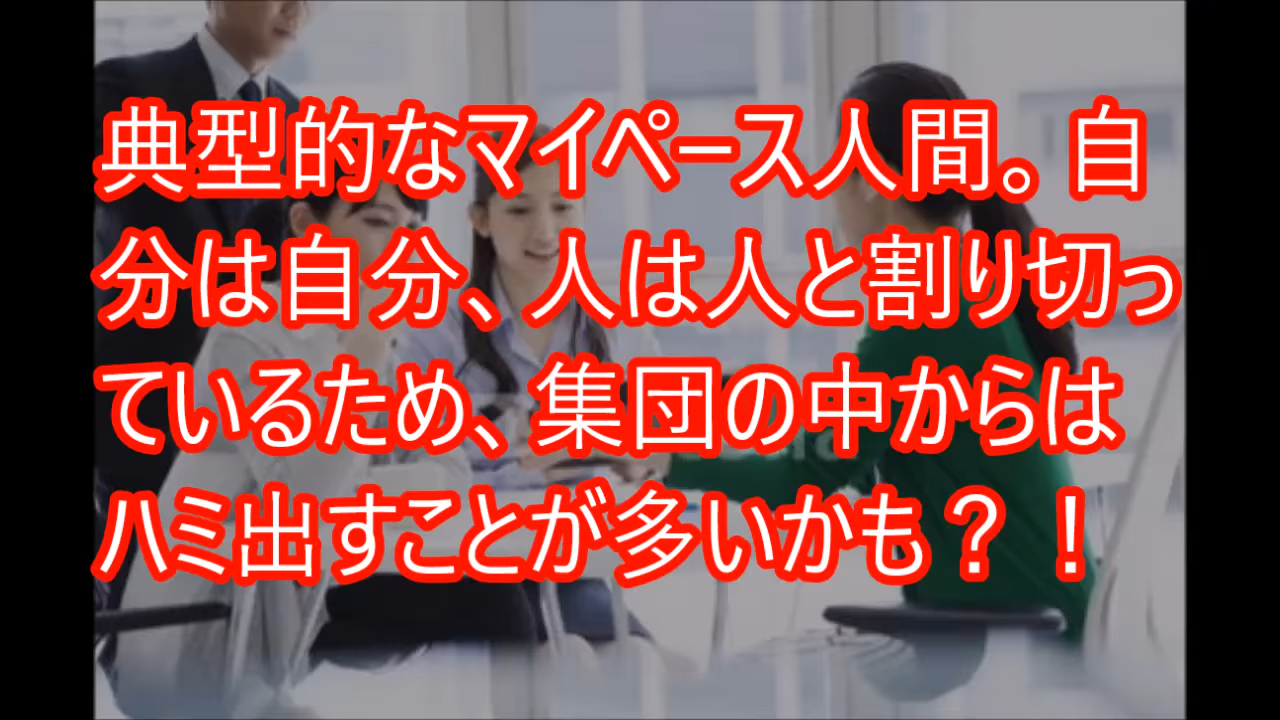 典型的なマイペース人間。自
分は自分、人は人と割り切っ
ているため、集団の中からは
ハミ出すことが多いかも？！